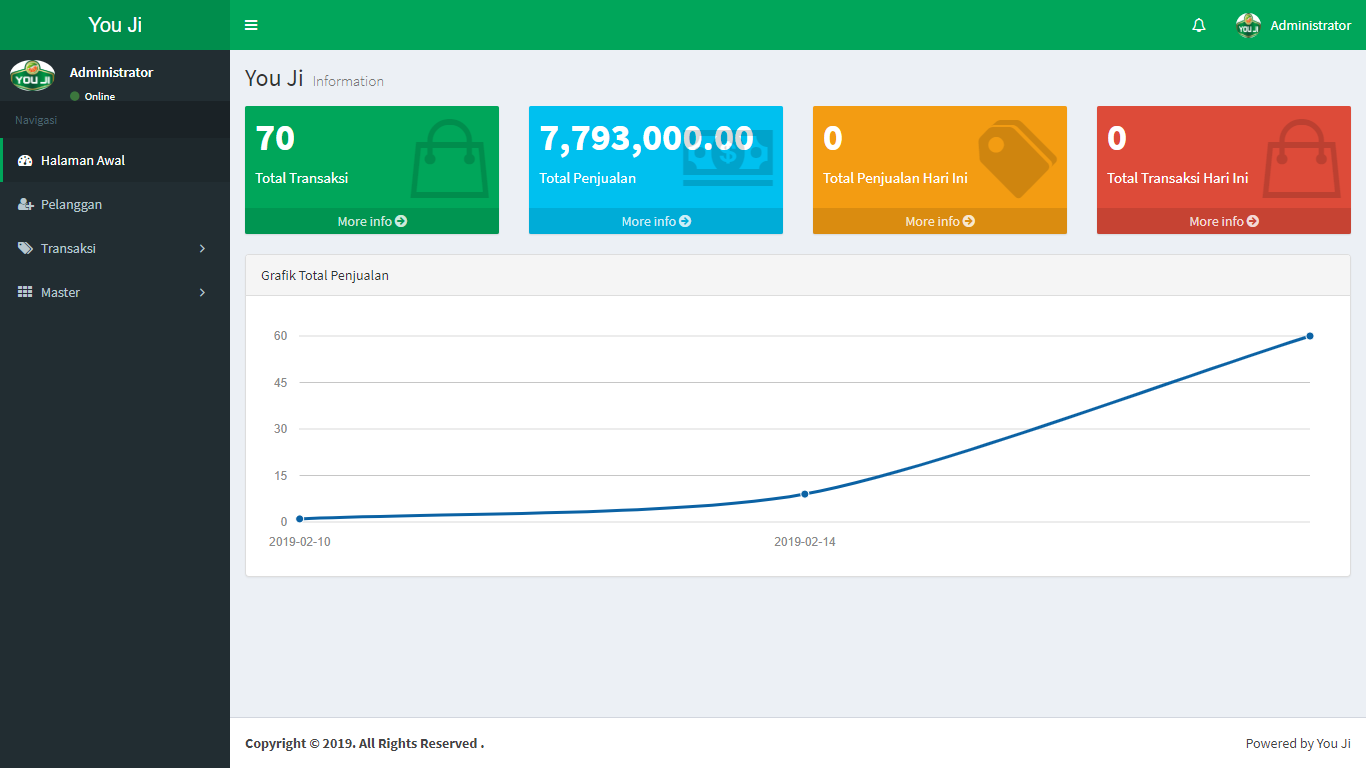 You Ji
Administrator
YOU JI
YOU JI
Administrator
Online
Navigasi
Halaman Awal
Pelanggan
Transaksi
Master
You Ji Information
70
Total Transaksi
More info
7,793,000.00
Total Penjualan
More info
0
Total Penjualan Hari Ini
More info
0
Total Transaksi Hari Ini
More info
Grafik Total Penjualan
60
45
30
15
0
2019-02-10
2019-02-14
Copyright © 2019. All Rights Reserved .
Powered by You Ji